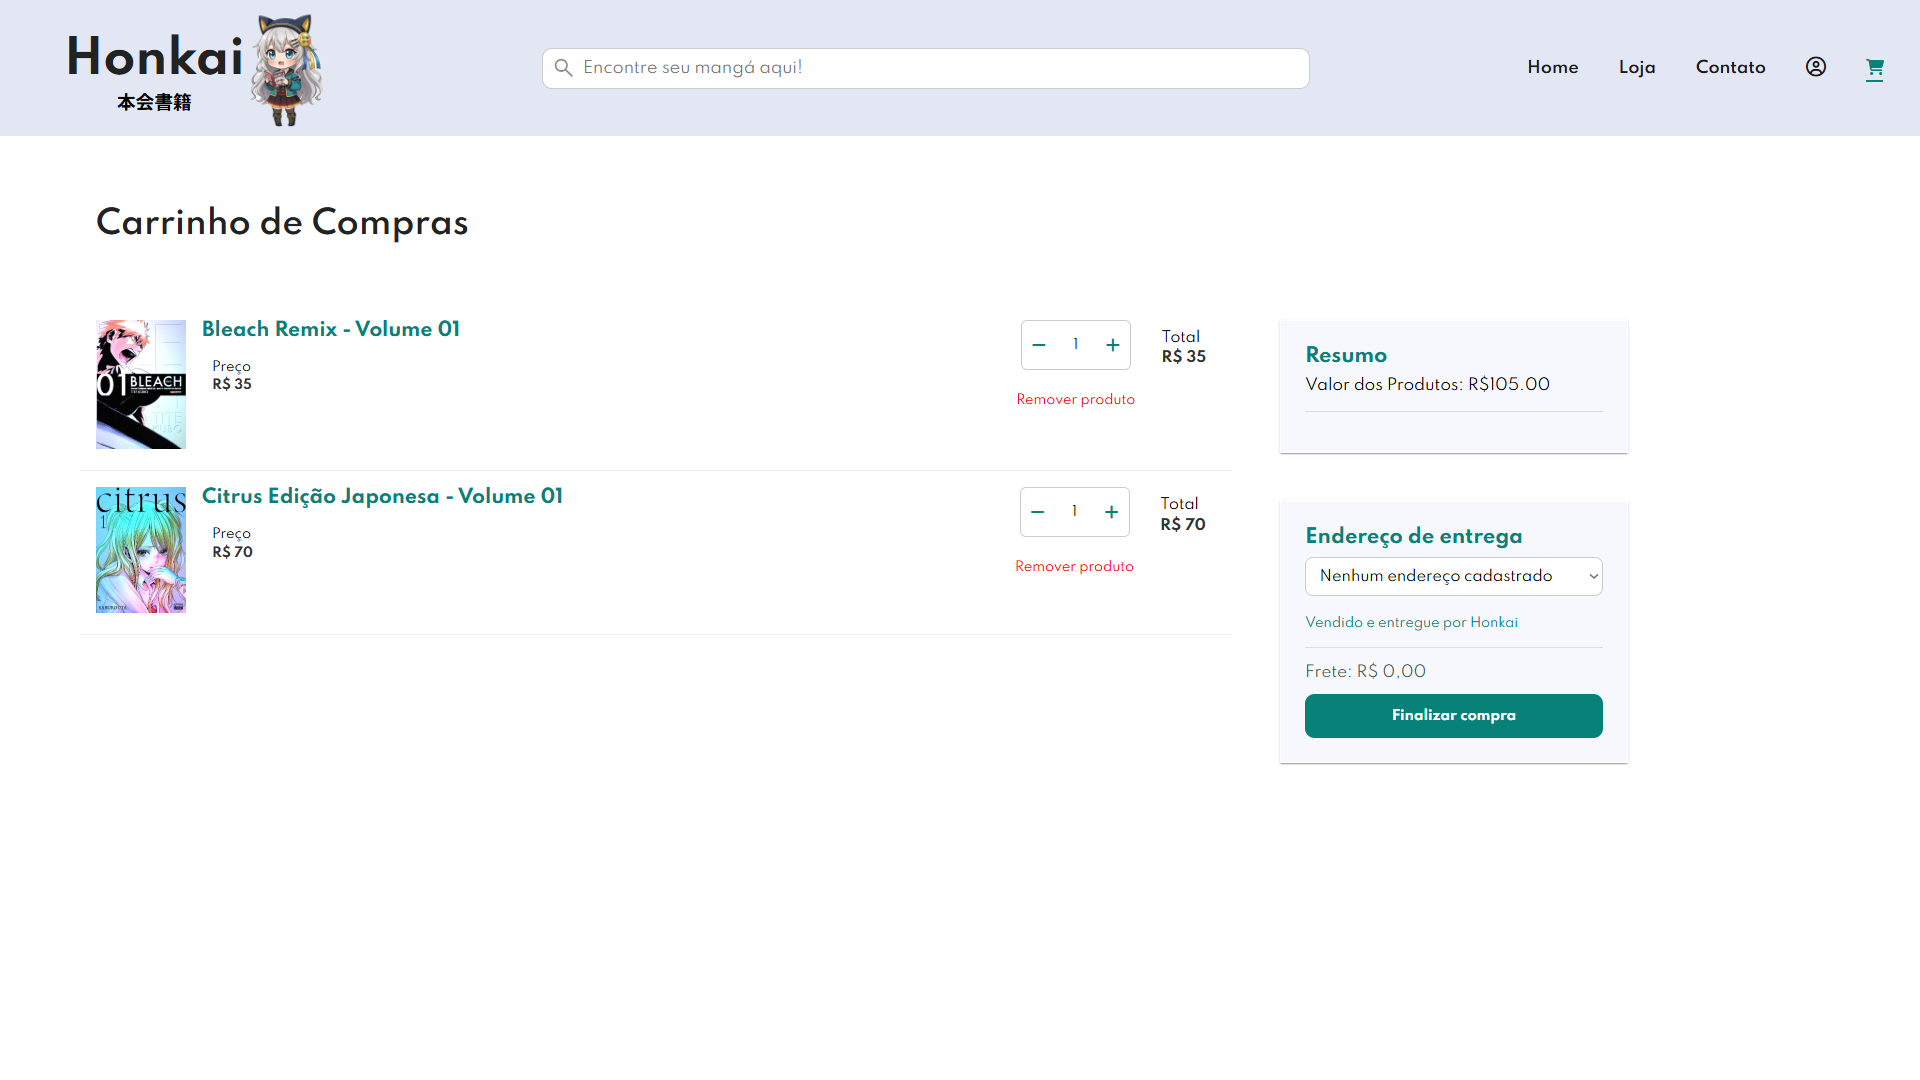 Honkai
本会書籍
Encontre seu mangá aqui!
Home
Loja
Contato
Carrinho de Compras
01 BLEACH
Bleach Remix - Volume 01
Preço
R$ 35
1
Remover produto
Total
R$ 35
citrus
1
Citrus Edição Japonesa - Volume 01
Preço
R$ 70
1
Remover produto
Total
R$ 70
Resumo
Valor dos Produtos: R$105.00
Endereço de entrega
Nenhum endereço cadastrado
Vendido e entregue por Honkai
Frete: R$ 0,00
Finalizar compra